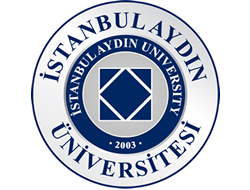 İSTANBUL AYDIN
ÜNİVERSİTESİ
İSTANBUL AYDIN UNIVERSITY
• 2003 •